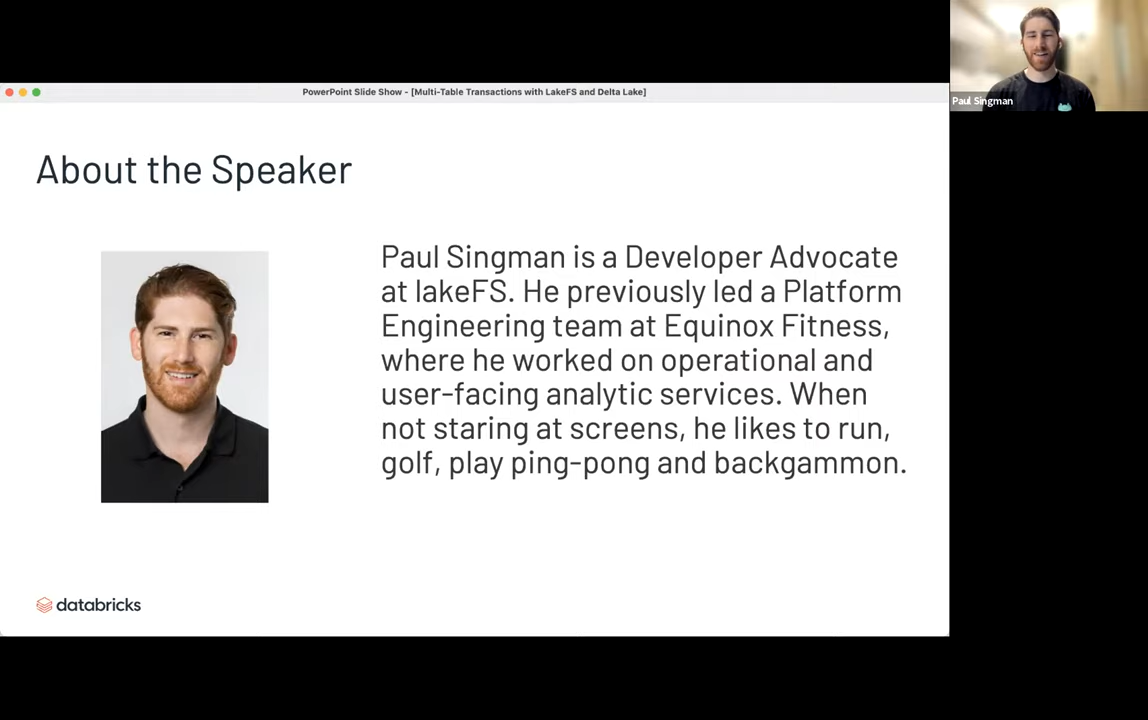 PowerPoint Slide Show - [Multi-Table Transactions with LakeFS and Delta Lake]
Paul Singman
About the Speaker
Paul Singman is a Developer Advocate
at lakeFS. He previously led a Platform
Engineering team at Equinox Fitness,
where he worked on operational and
user-facing analytic services. When
not staring at screens, he likes to run,
golf, play ping-pong and backgammon.
databricks